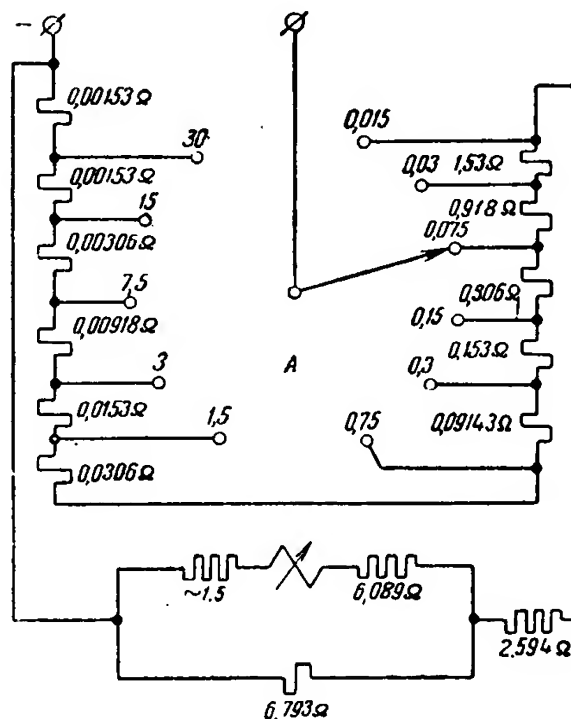 −
0,00153 Ω
30
0,00153 Ω
15
0,00306 Ω
7,5
0,00918 Ω
3
0,0153 Ω
1,5
0,0306 Ω
A
0,015
0,03
1,53 Ω
0,918 Ω
0,075
0,306 Ω
0,15
0,153 Ω
0,3
0,09143 Ω
0,75
~1.5
6,089 Ω
2.594 Ω
6,793 Ω